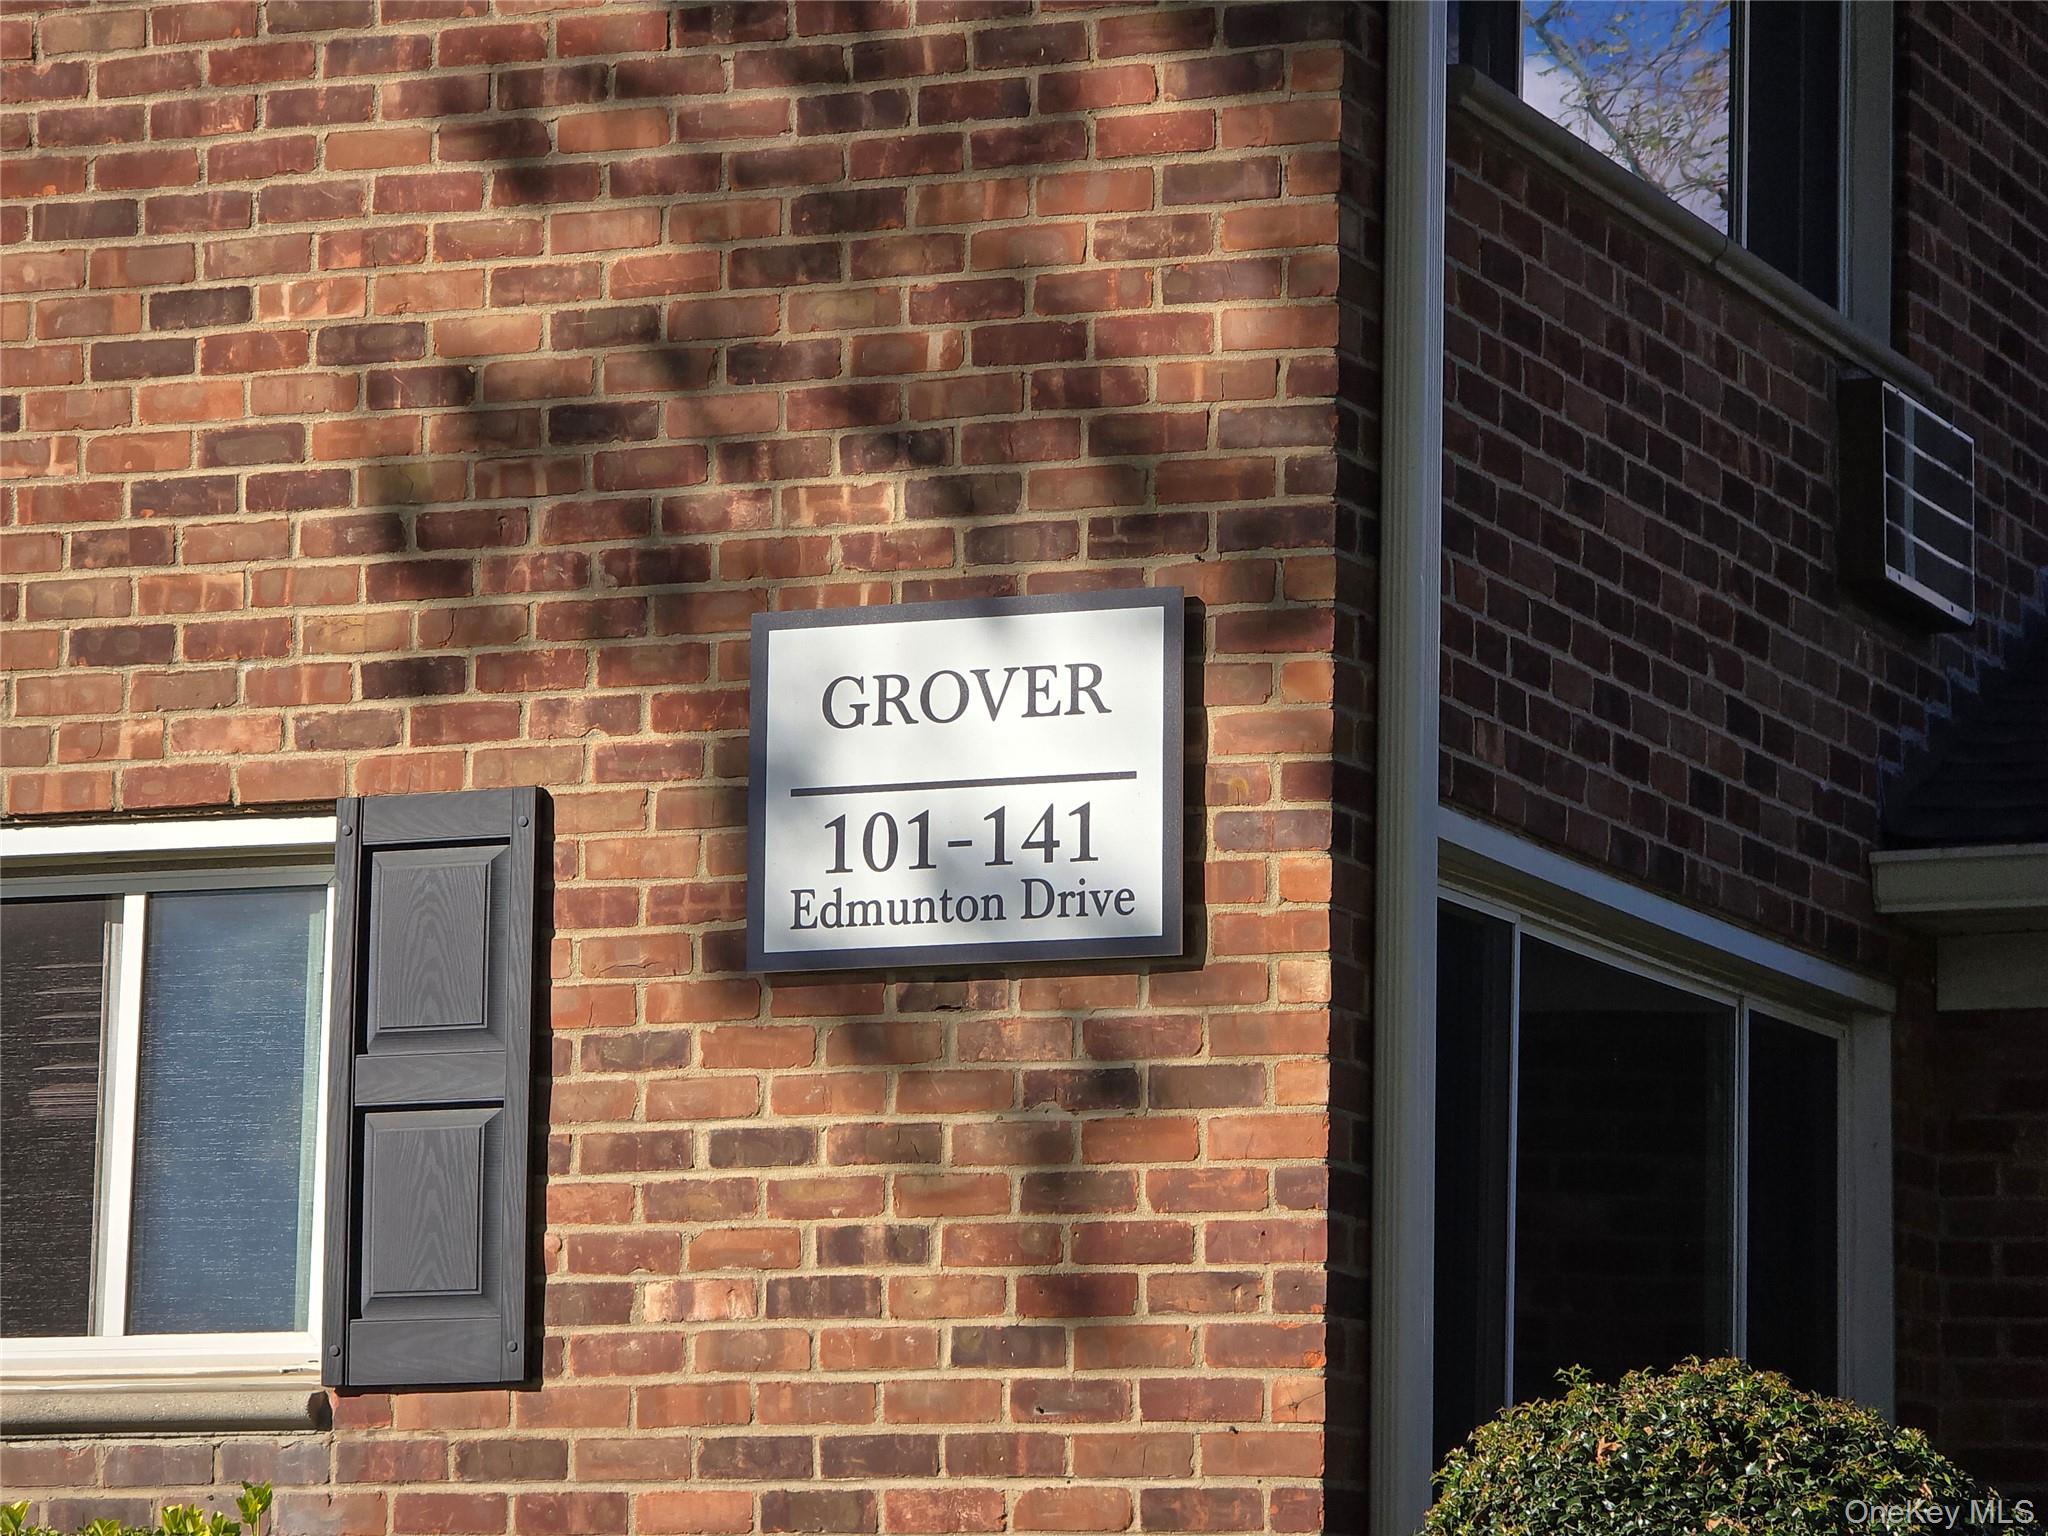 GROVER
101-141
Edmunton Drive
OneKey MLS